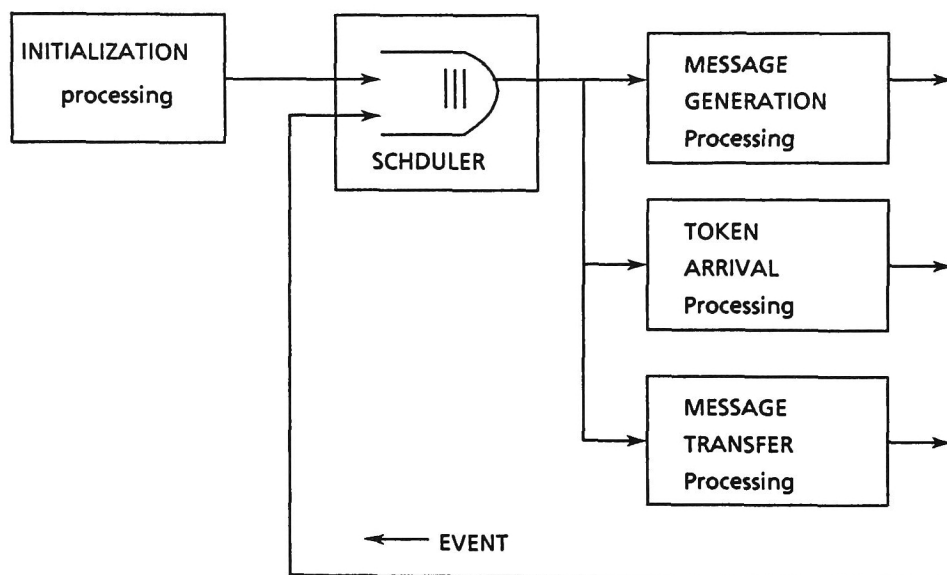 INITIALIZATION
processing
SCHDULER
MESSAGE
GENERATION
Processing
TOKEN
ARRIVAL
Processing
MESSAGE
TRANSFER
Processing
EVENT